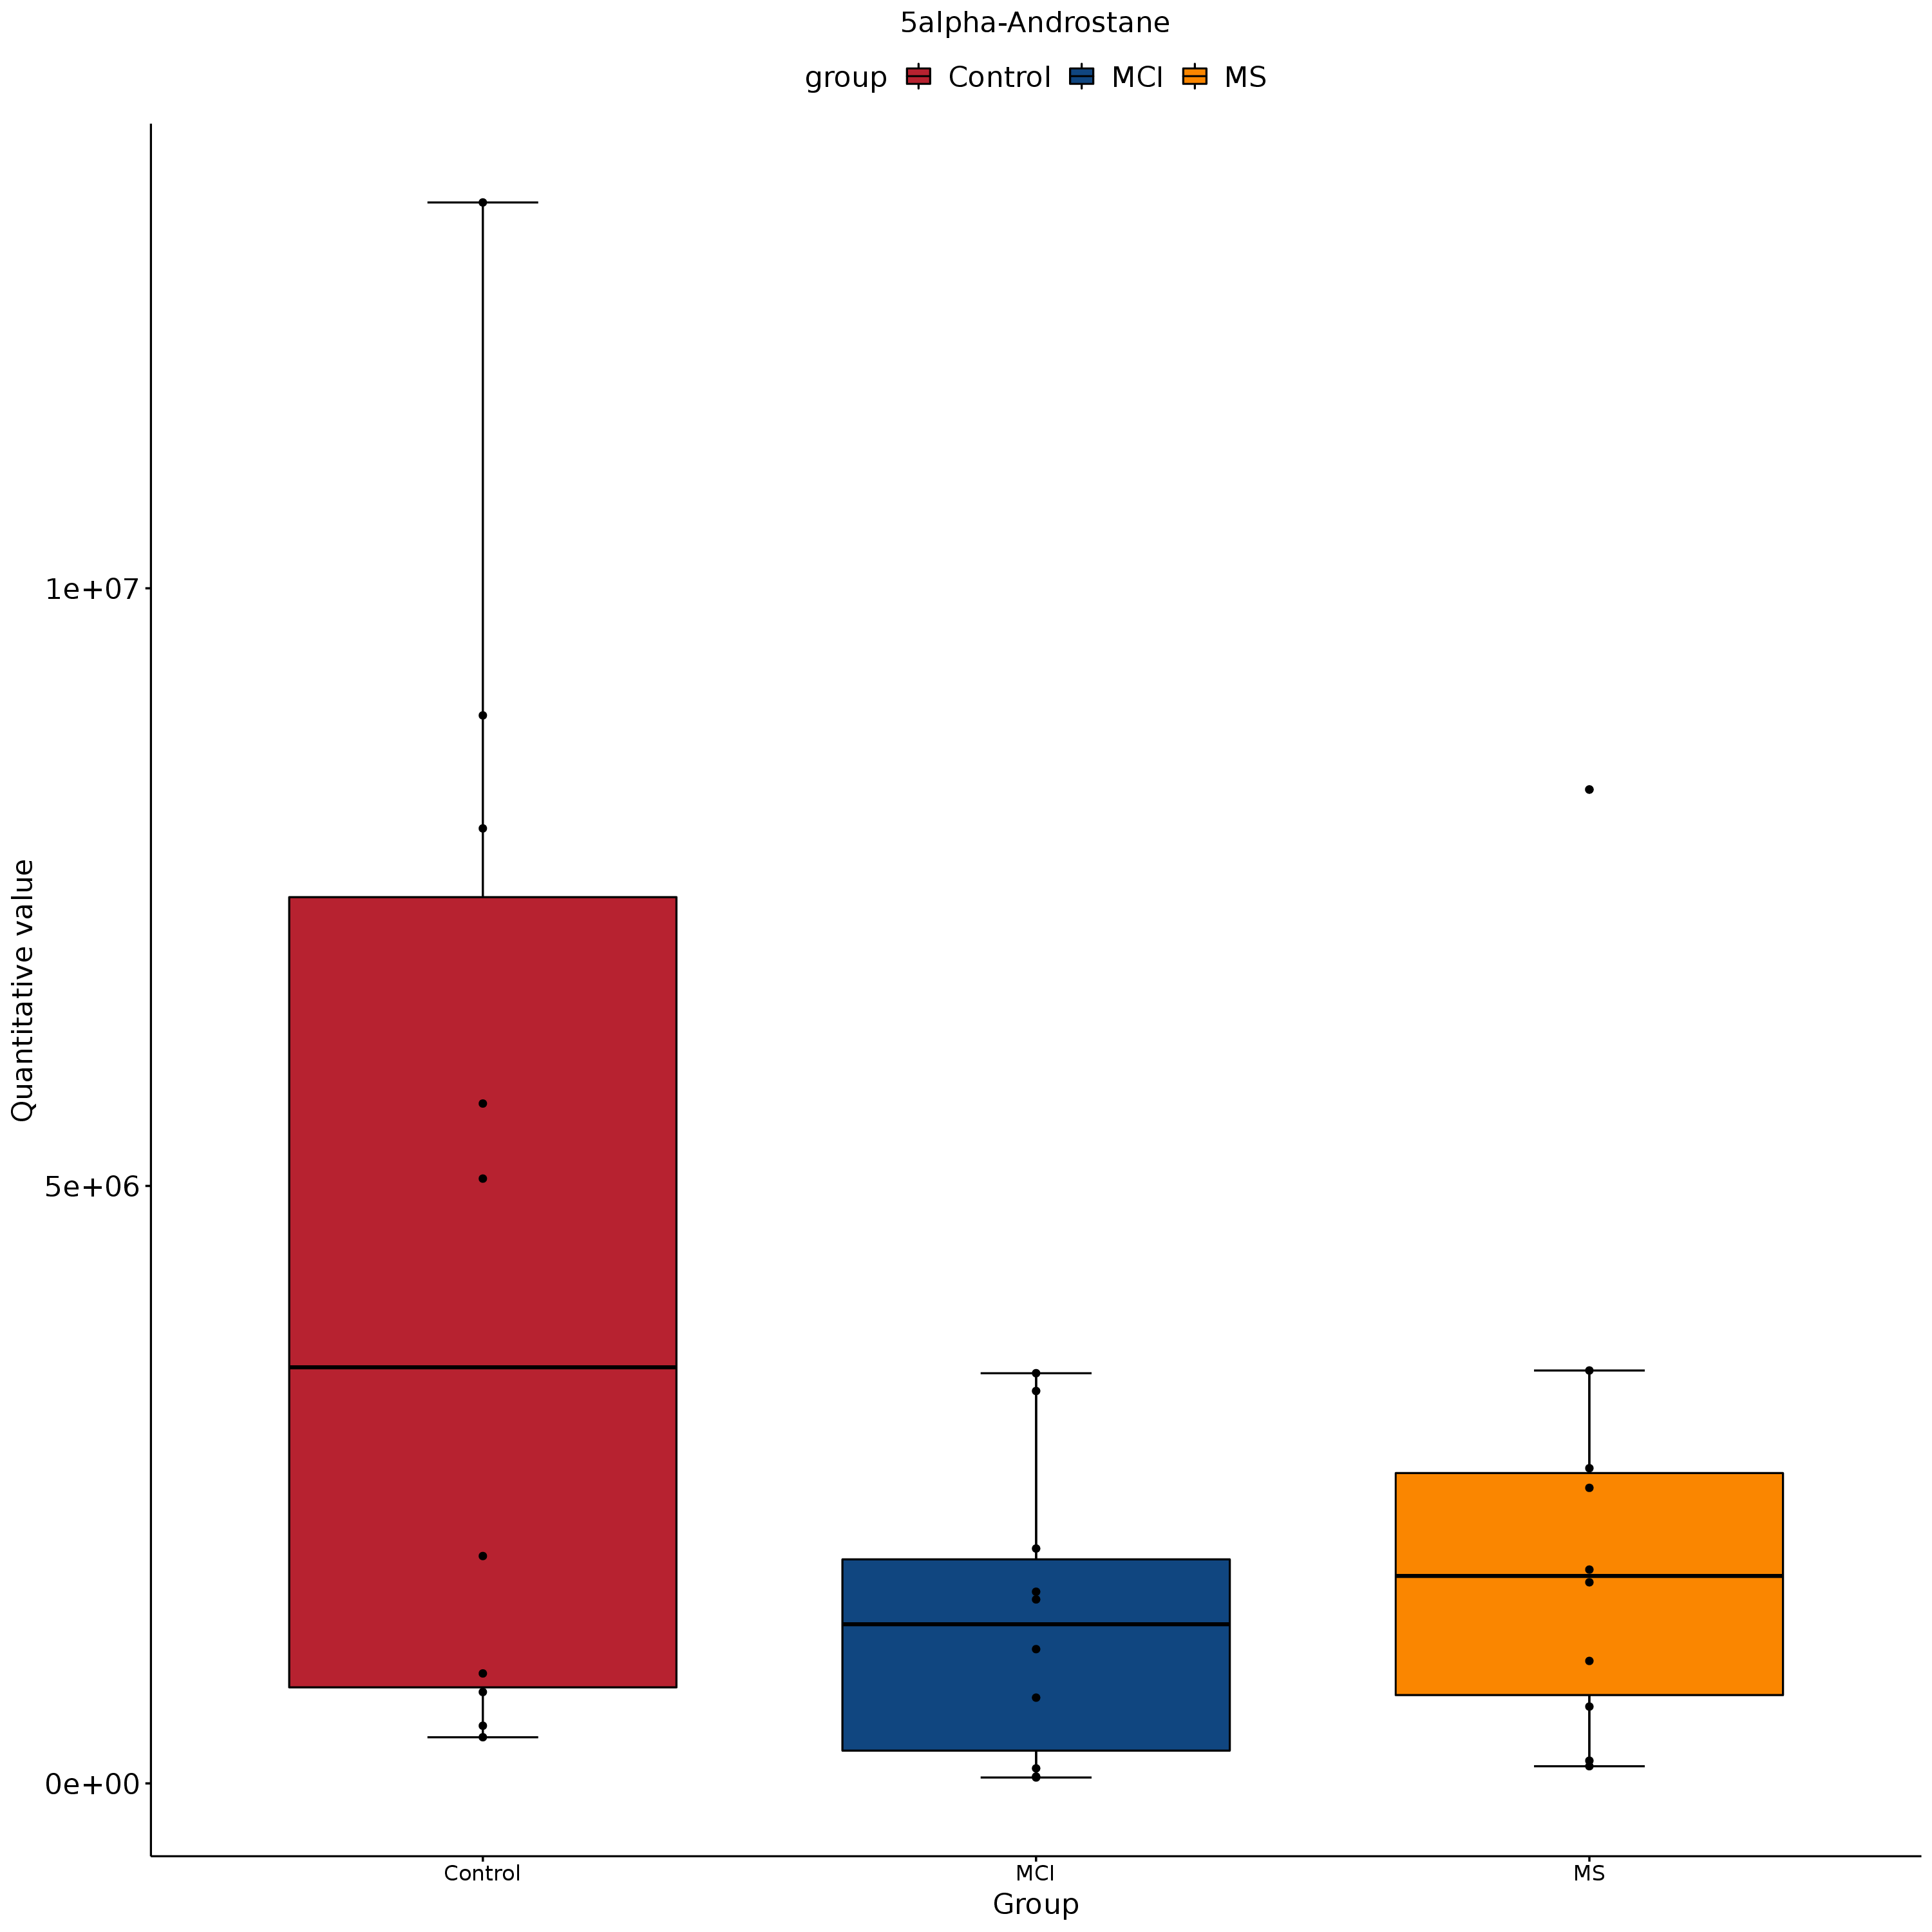 5alpha-Androstane
group Control MCI MS
Quantitative value
1e+07
5e+06
0e+00
Control MCI MS
Group